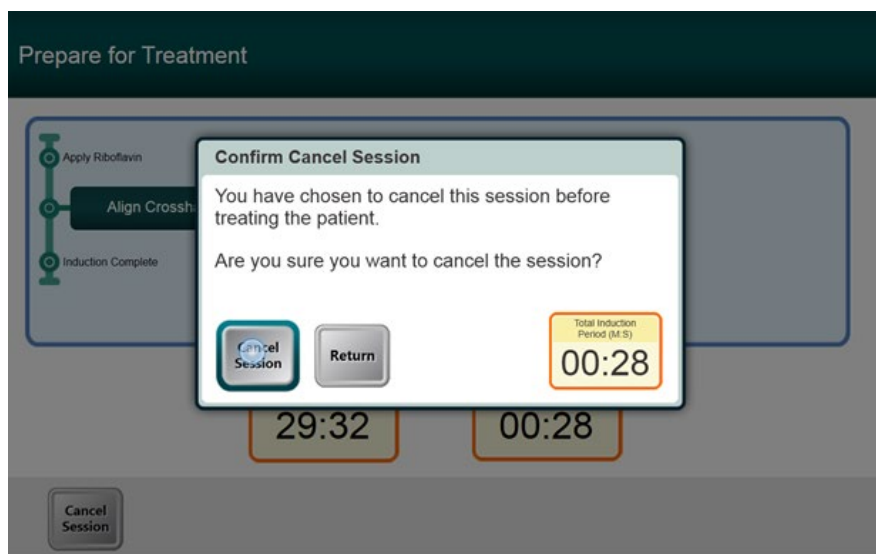 Prepare for Treatment
Apply Riboflavin
Align Crossh
Induction Complete
Confirm Cancel Session
You have chosen to cancel this session before
treating the patient.
Are you sure you want to cancel the session?
Cancel
Session
Return
Total Induction
Period (M:S)
00:28
29:32
00:28
Cancel
Session